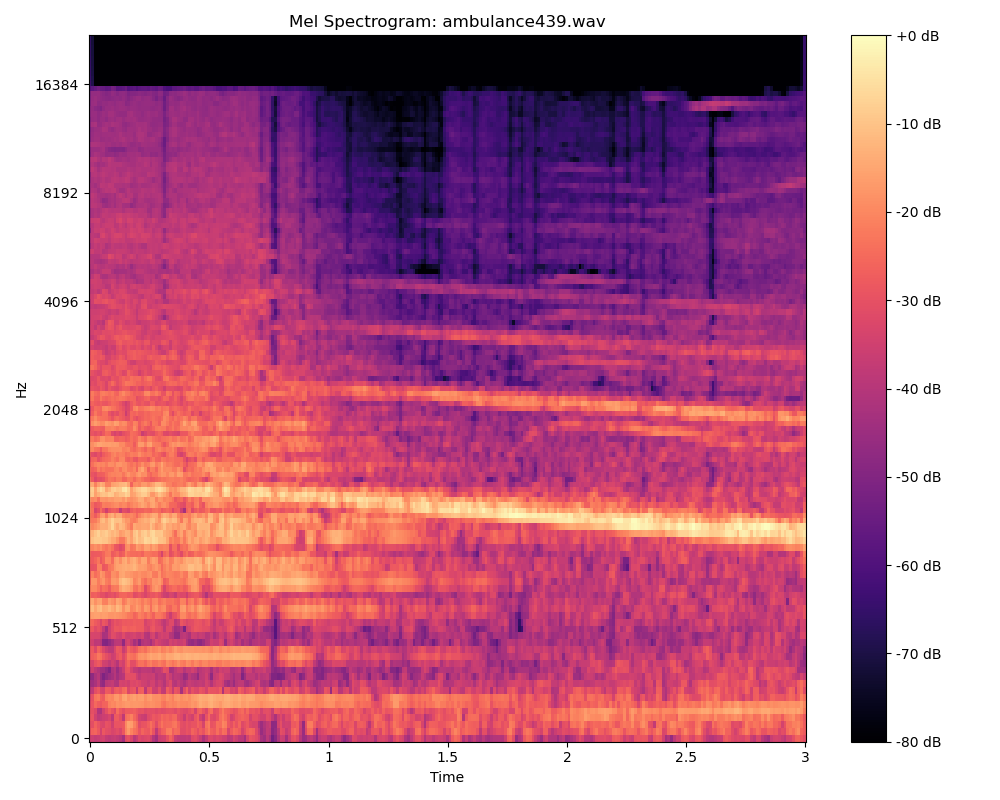 Mel Spectrogram: ambulance439.wav
+0 dB
16384
-10 dB
8192
-20 dB
4096
-30 dB
Hz
-40 dB
2048
-50 dB
1024
-60 dB
512
-70 dB
0
-80 dB
0 0.5 1 1.5 2 2.5 3
Time